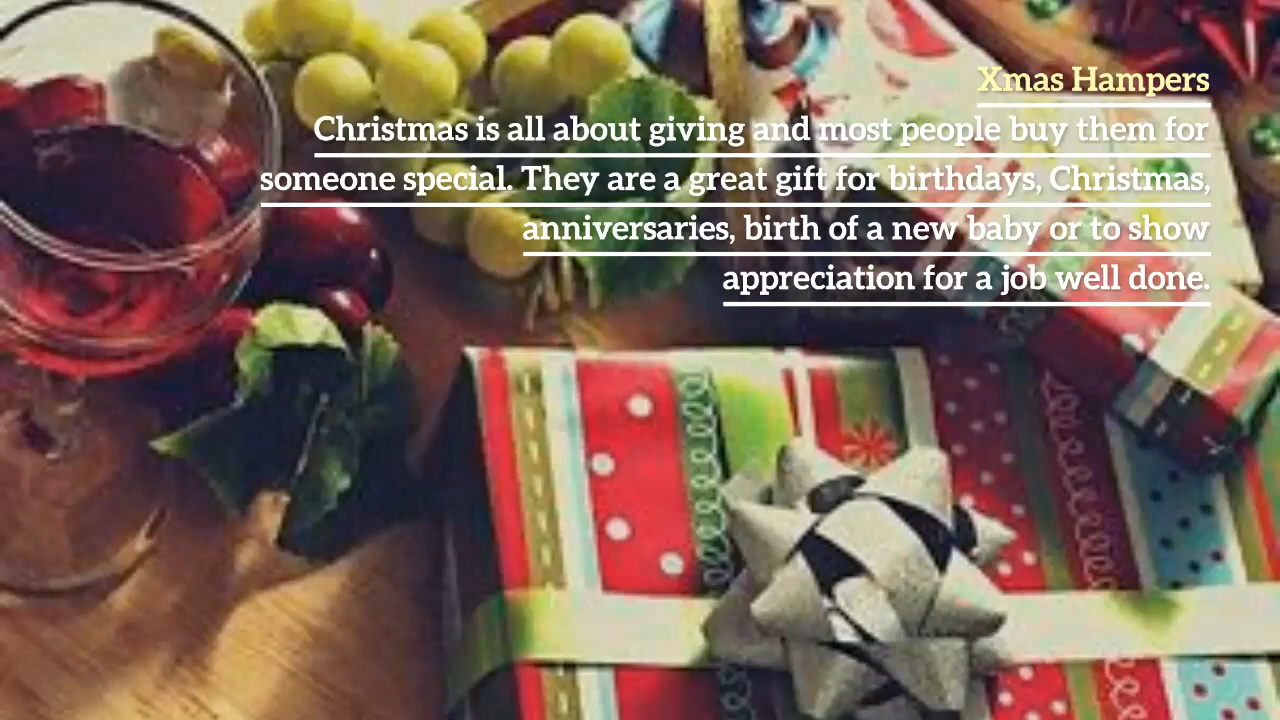 Xmas Hampers
Christmas is all about giving and most people buy them for
someone special. They are a great gift for birthdays, Christmas,
anniversaries, birth of a new baby or to show
appreciation for a job well done.